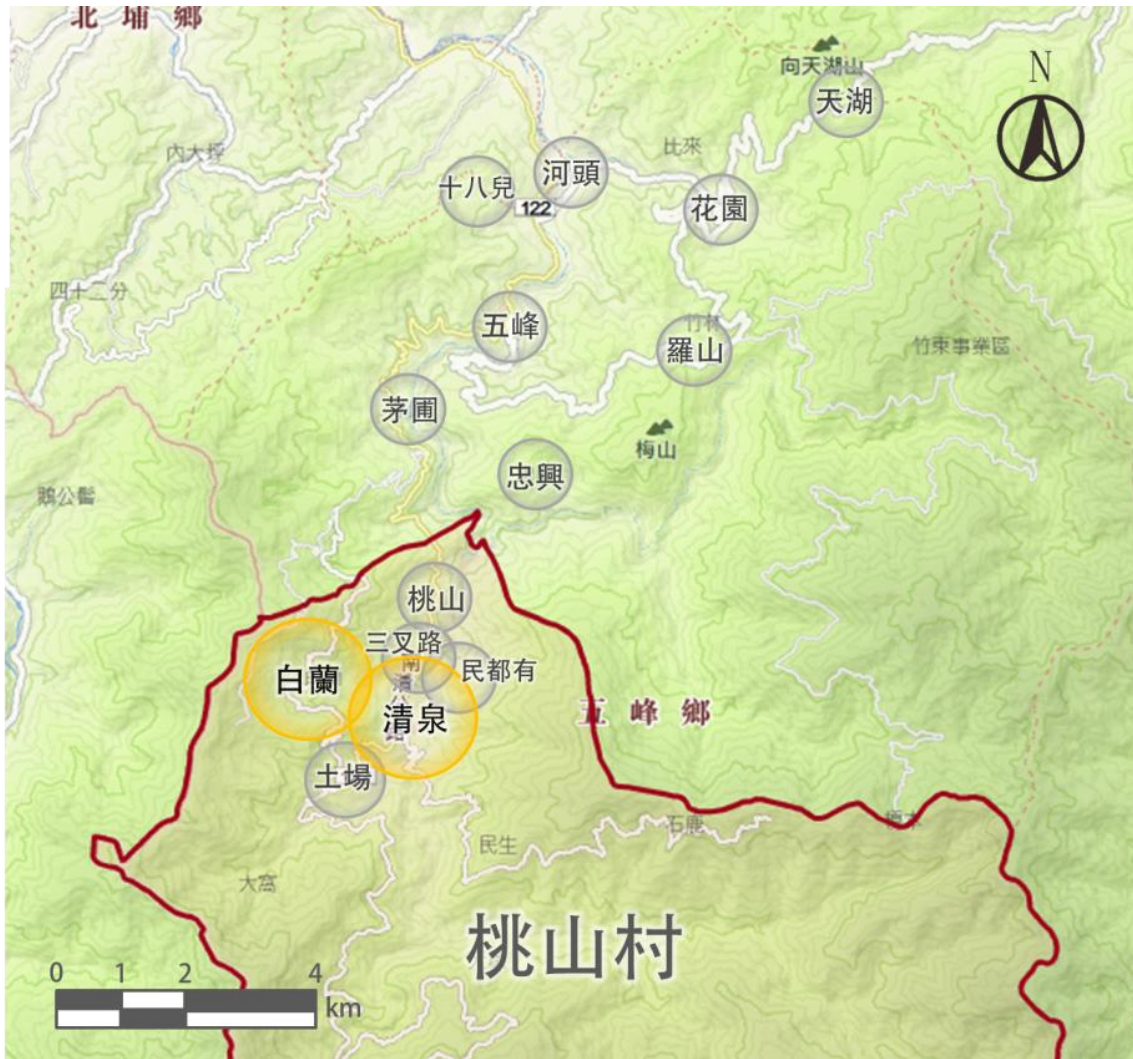 北埔鄉
向天湖山
N
天湖
內大坪
比來
河頭
十八兒
122
花園
四十二分
五峰
竹林
羅山
竹東事業區
茅圃
梅山
忠興
鵝公髻
桃山
三叉路
民都有
白蘭
南清公路
清泉
五峰鄉
土場
石鹿
民生
大窩
桃山村
0 1 2 4
km